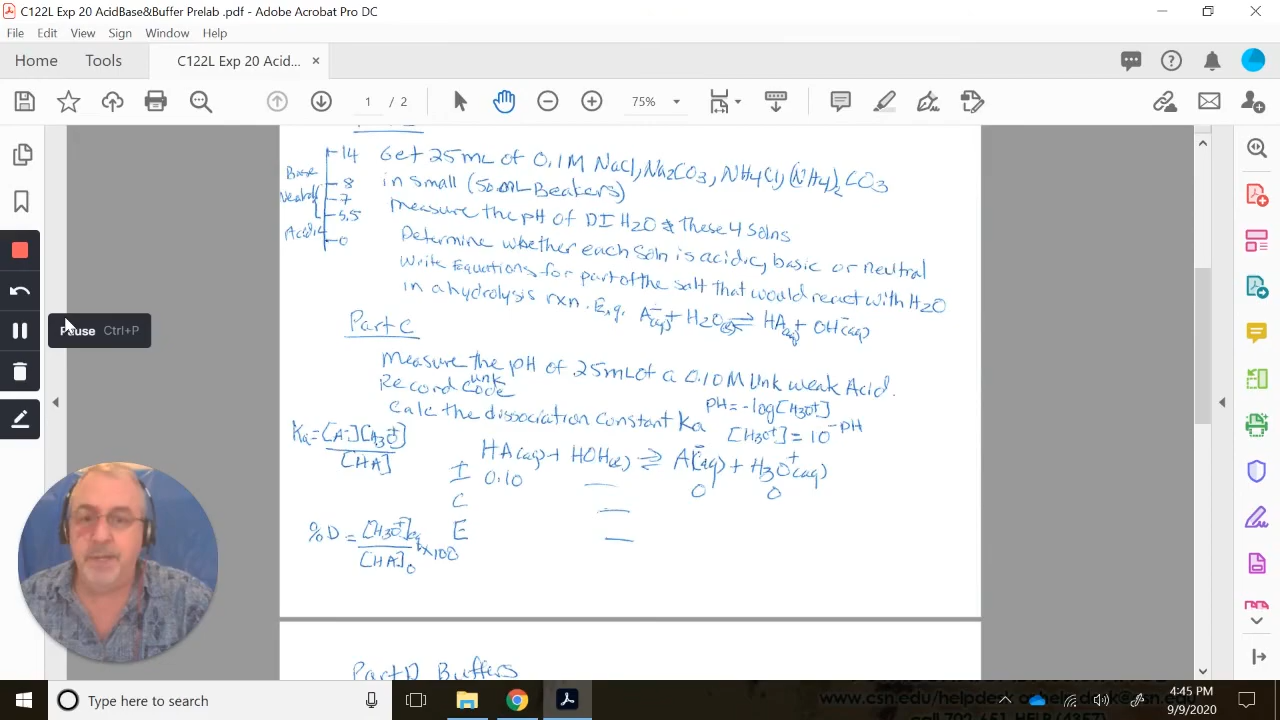 C122L Exp 20 AcidBase&Buffer Prelab .pdf - Adobe Acrobat Pro DC
File Edit View Sign Window Help
Home Tools C122L Exp 20 Acid... ×
1 / 2 75%
14 Get 25mL of 0.1M NaCl, Na2CO3, NH4Cl, (NH4)2CO3
Base
8 in small (50mL Beakers)
Neutral 7
5.5 Measure the pH of DI H2O & these 4 solns
Acidic 0
Determine whether each soln is acidic, basic or neutral
Write Equations for part of the salt that would react with H2O
in a hydrolysis rxn. E.g. A-(aq) + H2O(l) ⇌ HA(aq) + OH-(aq)
Pause Ctrl+P
Part C
Measure the pH of 25mL of a 0.10M Unk weak Acid.
Record unk code
pH = -log[H3O+]
Calc the dissociation constant Ka
[H3O+] = 10-pH
Ka = [A-][H3O+]
[HA]
HA(aq) + HOH(l) ⇌ A-(aq) + H3O+(aq)
I 0.10 — 0 0
C —
E —
%D = [H3O+]eq x100
[HA]0
Part D Buffers
Type here to search
4:45 PM
9/9/2020
www.csn.edu/helpdesk